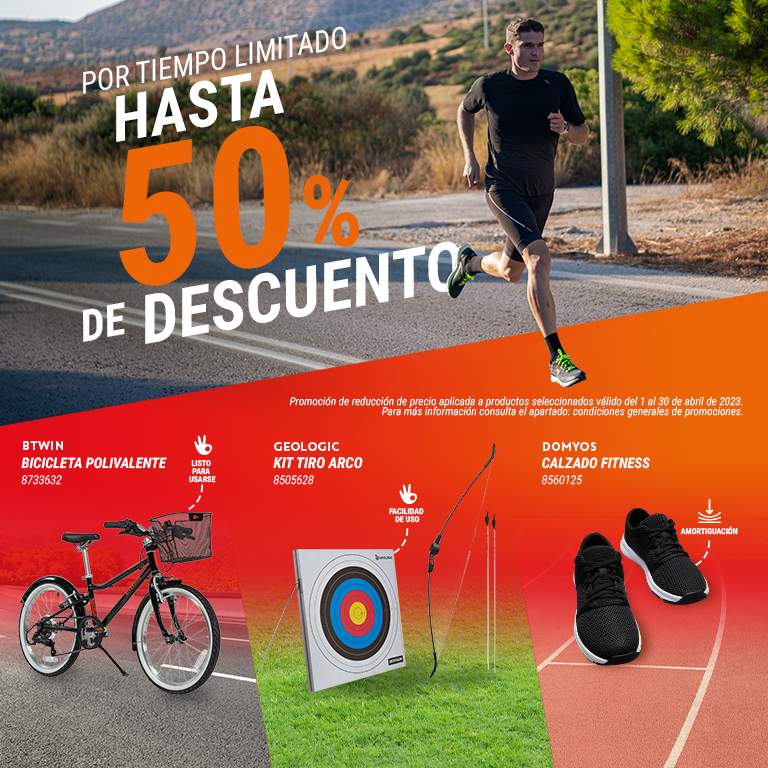 POR TIEMPO LIMITADO
HASTA
50%
DE DESCUENTO
Promoción de reducción de precio aplicada a productos seleccionados válido del 1 al 30 de abril de 2023.
Para más información consulta el apartado: condiciones generales de promociones.
BTWIN
BICICLETA POLIVALENTE
8733632
LISTO
PARA
USARSE
GEOLOGIC
KIT TIRO ARCO
8505628
FACILIDAD
DE USO
DOMYOS
CALZADO FITNESS
8560125
AMORTIGUACIÓN